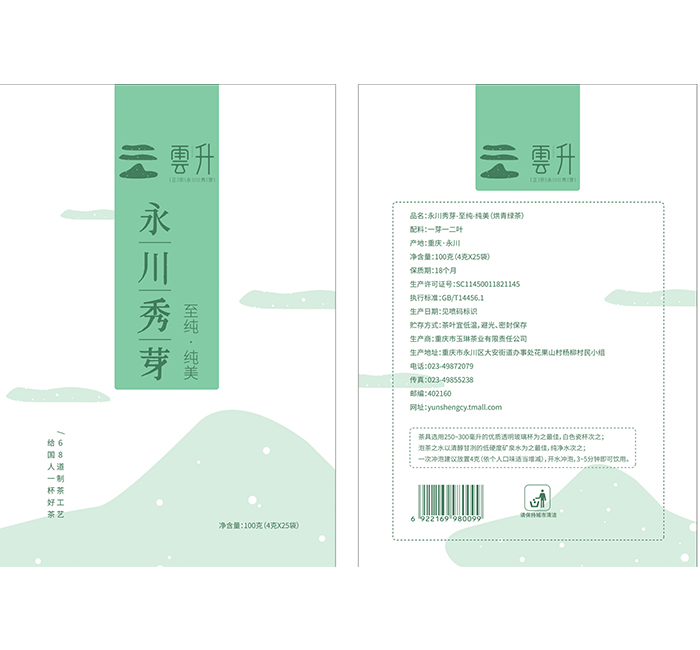 雲升
永川秀芽
至纯·纯美
/68道制茶工艺
给国人一杯好茶
净含量:100克(4克X25袋)
雲升
品名:永川秀芽-至纯-纯美(烘青绿茶)
配料:一芽一二叶
产地:重庆·永川
净含量:100克(4克X25袋)
保质期:18个月
生产许可证号:SC11450011821145
执行标准:GB/T14456.1
生产日期:见喷码标识
贮存方式:茶叶宜低温,避光,密封保存
生产商:重庆市玉琳茶业有限责任公司
生产地址:重庆市永川区大安街道办事处花果山村杨柳村民小组
电话:023-49872079
传真:023-49855238
邮编:402160
网址:yunshengcy.tmall.com
茶具选用250-300毫升的优质透明玻璃杯为之最佳,白色瓷杯次之;
泡茶之水以清醇甘洌的低硬度矿泉水为之最佳,纯净水次之;
一次冲泡建议放置4克(依个人口味适当增减),开水冲泡,3-5分钟即可饮用。
6 922169 980099
请保持城市清洁